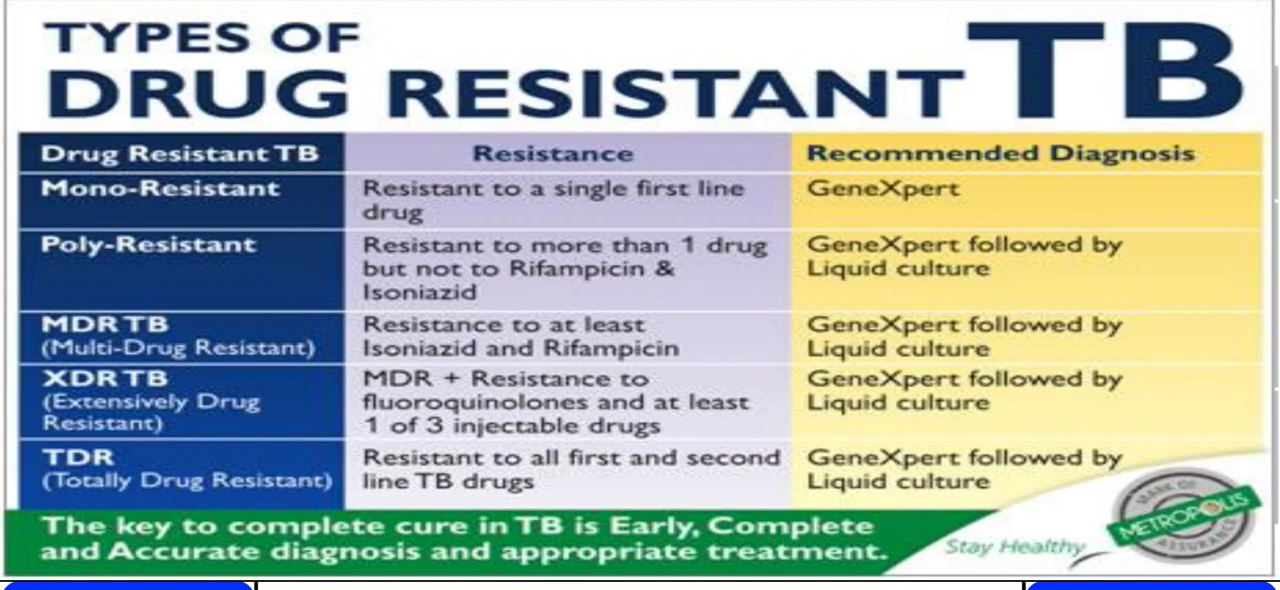 TYPES OF
DRUG RESISTANT TB
Drug Resistant TB
Resistance
Recommended Diagnosis
Mono-Resistant
Resistant to a single first line
drug
GeneXpert
Poly-Resistant
Resistant to more than 1 drug
but not to Rifampicin &
Isoniazid
GeneXpert followed by
Liquid culture
MDR TB
(Multi-Drug Resistant)
Resistance to at least
Isoniazid and Rifampicin
GeneXpert followed by
Liquid culture
XDR TB
(Extensively Drug
Resistant)
MDR + Resistance to
fluoroquinolones and at least
1 of 3 injectable drugs
GeneXpert followed by
Liquid culture
TDR
(Totally Drug Resistant)
Resistant to all first and second
line TB drugs
GeneXpert followed by
Liquid culture
The key to complete cure in TB is Early, Complete
and Accurate diagnosis and appropriate treatment.
Stay Healthy
MARK OF
METROPOLIS
ASSURANCE